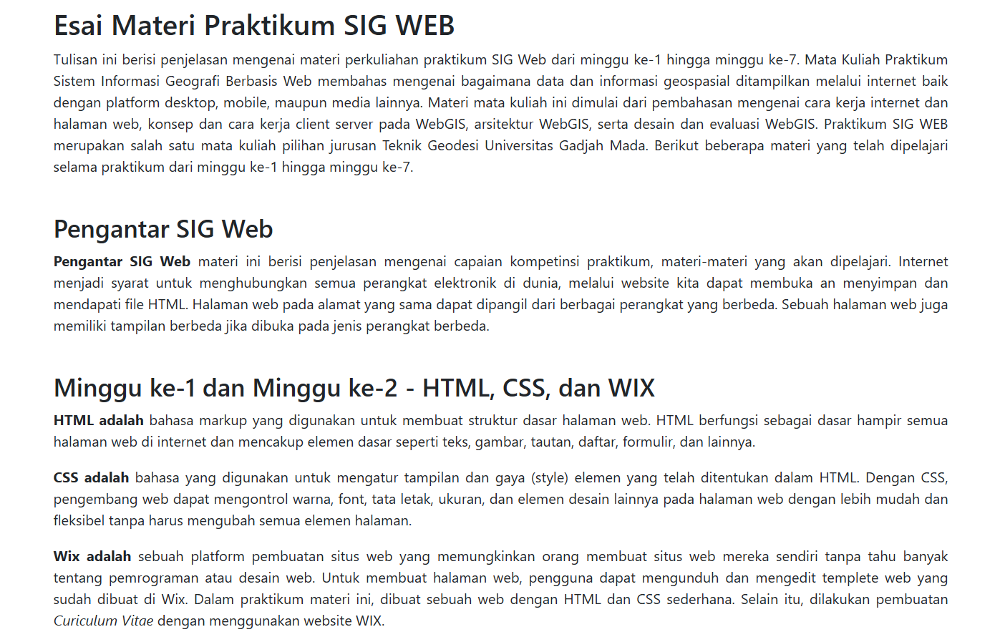 Esai Materi Praktikum SIG WEB
Tulisan ini berisi penjelasan mengenai materi perkuliahan praktikum SIG Web dari minggu ke-1 hingga minggu ke-7. Mata Kuliah Praktikum
Sistem Informasi Geografi Berbasis Web membahas mengenai bagaimana data dan informasi geospasial ditampilkan melalui internet baik
dengan platform desktop, mobile, maupun media lainnya. Materi mata kuliah ini dimulai dari pembahasan mengenai cara kerja internet dan
halaman web, konsep dan cara kerja client server pada WebGIS, arsitektur WebGIS, serta desain dan evaluasi WebGIS. Praktikum SIG WEB
merupakan salah satu mata kuliah pilihan jurusan Teknik Geodesi Universitas Gadjah Mada. Berikut beberapa materi yang telah dipelajari
selama praktikum dari minggu ke-1 hingga minggu ke-7.
Pengantar SIG Web
Pengantar SIG Web materi ini berisi penjelasan mengenai capaian kompetinsi praktikum, materi-materi yang akan dipelajari. Internet
menjadi syarat untuk menghubungkan semua perangkat elektronik di dunia, melalui website kita dapat membuka an menyimpan dan
mendapati file HTML. Halaman web pada alamat yang sama dapat dipangil dari berbagai perangkat yang berbeda. Sebuah halaman web juga
memiliki tampilan berbeda jika dibuka pada jenis perangkat berbeda.
Minggu ke-1 dan Minggu ke-2 - HTML, CSS, dan WIX
HTML adalah bahasa markup yang digunakan untuk membuat struktur dasar halaman web. HTML berfungsi sebagai dasar hampir semua
halaman web di internet dan mencakup elemen dasar seperti teks, gambar, tautan, daftar, formulir, dan lainnya.
CSS adalah bahasa yang digunakan untuk mengatur tampilan dan gaya (style) elemen yang telah ditentukan dalam HTML. Dengan CSS,
pengembang web dapat mengontrol warna, font, tata letak, ukuran, dan elemen desain lainnya pada halaman web dengan lebih mudah dan
fleksibel tanpa harus mengubah semua elemen halaman.
Wix adalah sebuah platform pembuatan situs web yang memungkinkan orang membuat situs web mereka sendiri tanpa tahu banyak
tentang pemrograman atau desain web. Untuk membuat halaman web, pengguna dapat mengunduh dan mengedit templete web yang
sudah dibuat di Wix. Dalam praktikum materi ini, dibuat sebuah web dengan HTML dan CSS sederhana. Selain itu, dilakukan pembuatan
Curiculum Vitae dengan menggunakan website WIX.